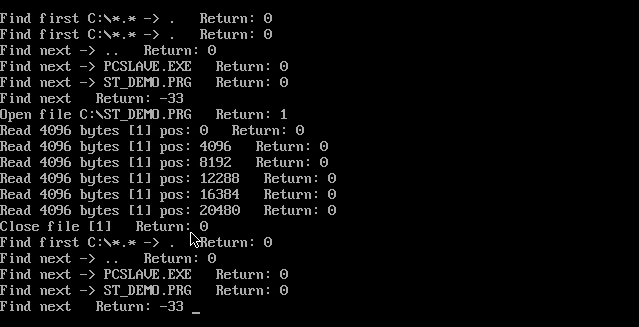 Find first C:\*.* -> .   Return: 0
Find first C:\*.* -> .   Return: 0
Find next -> ..   Return: 0
Find next -> PCSLAVE.EXE   Return: 0
Find next -> ST_DEMO.PRG   Return: 0
Find next   Return: -33
Open file C:\ST_DEMO.PRG   Return: 1
Read 4096 bytes [1] pos: 0   Return: 0
Read 4096 bytes [1] pos: 4096   Return: 0
Read 4096 bytes [1] pos: 8192   Return: 0
Read 4096 bytes [1] pos: 12288   Return: 0
Read 4096 bytes [1] pos: 16384   Return: 0
Read 4096 bytes [1] pos: 20480   Return: 0
Close file [1]   Return: 0
Find first C:\*.* -> .   Return: 0
Find next -> ..   Return: 0
Find next -> PCSLAVE.EXE   Return: 0
Find next -> ST_DEMO.PRG   Return: 0
Find next   Return: -33 _